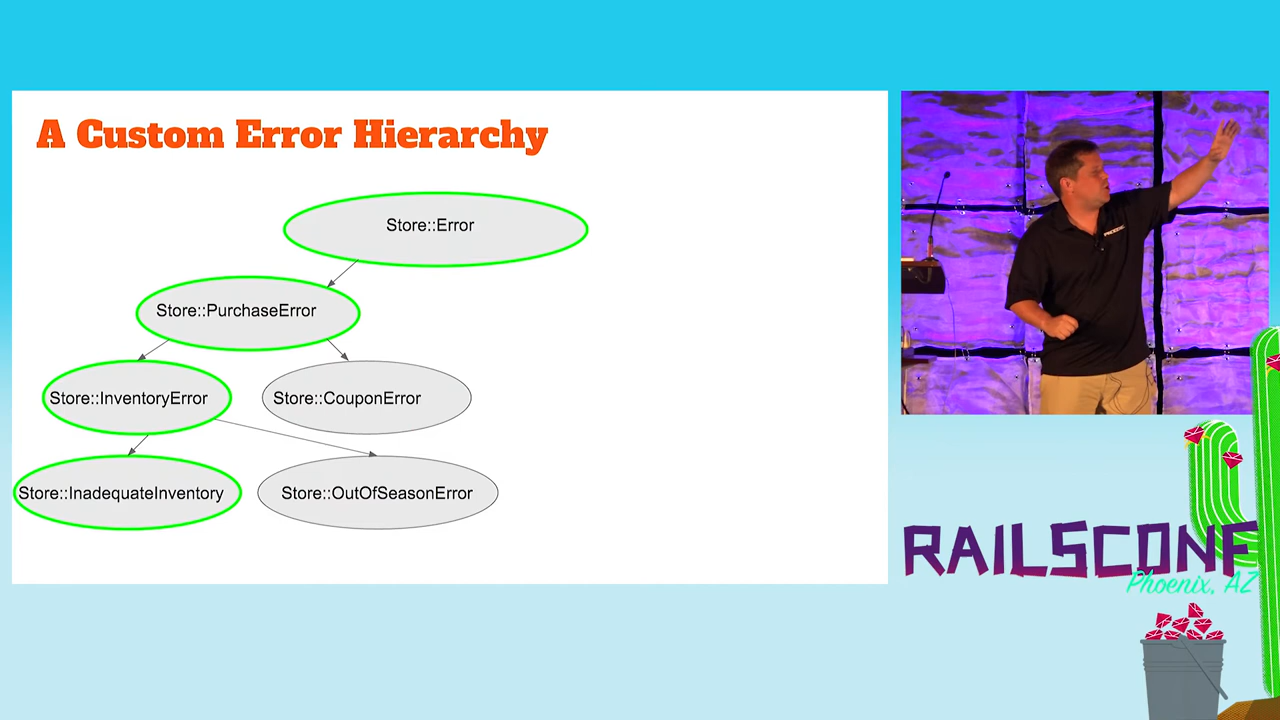 A Custom Error Hierarchy
Store::Error
Store::PurchaseError
Store::InventoryError
Store::CouponError
Store::InadequateInventory
Store::OutOfSeasonError
RAILSCONF
Phoenix, AZ